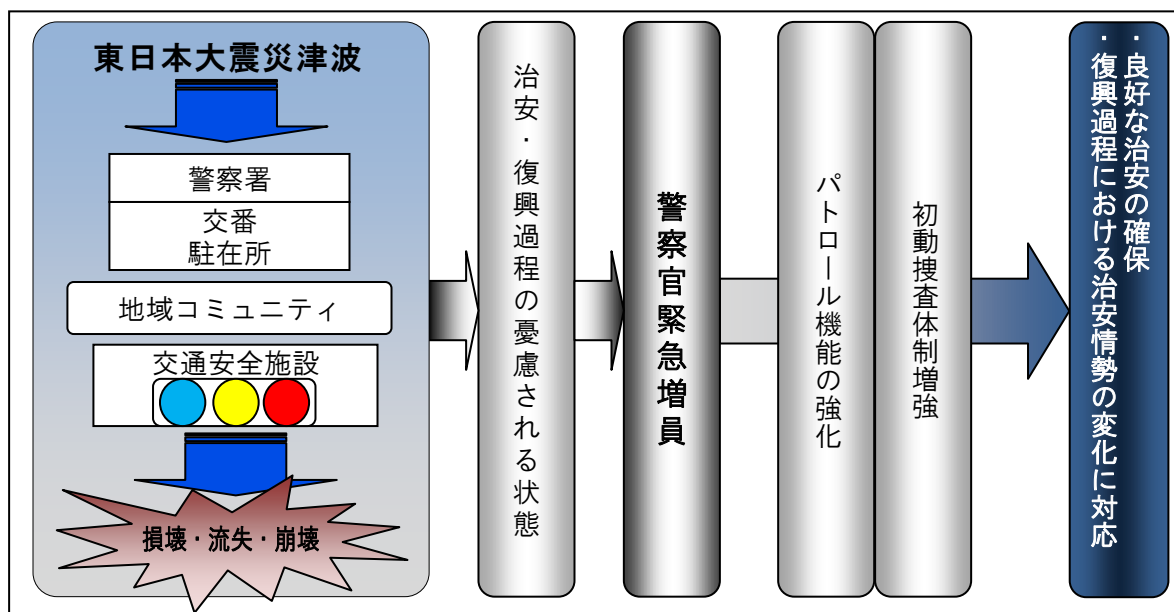 東日本大震災津波
警察署
交番
駐在所
地域コミュニティ
交通安全施設
損壊・流失・崩壊
治安・復興過程の憂慮される状態
警察官緊急増員
パトロール機能の強化
初動捜査体制増強
・良好な治安の確保
・復興過程における治安情勢の変化に対応